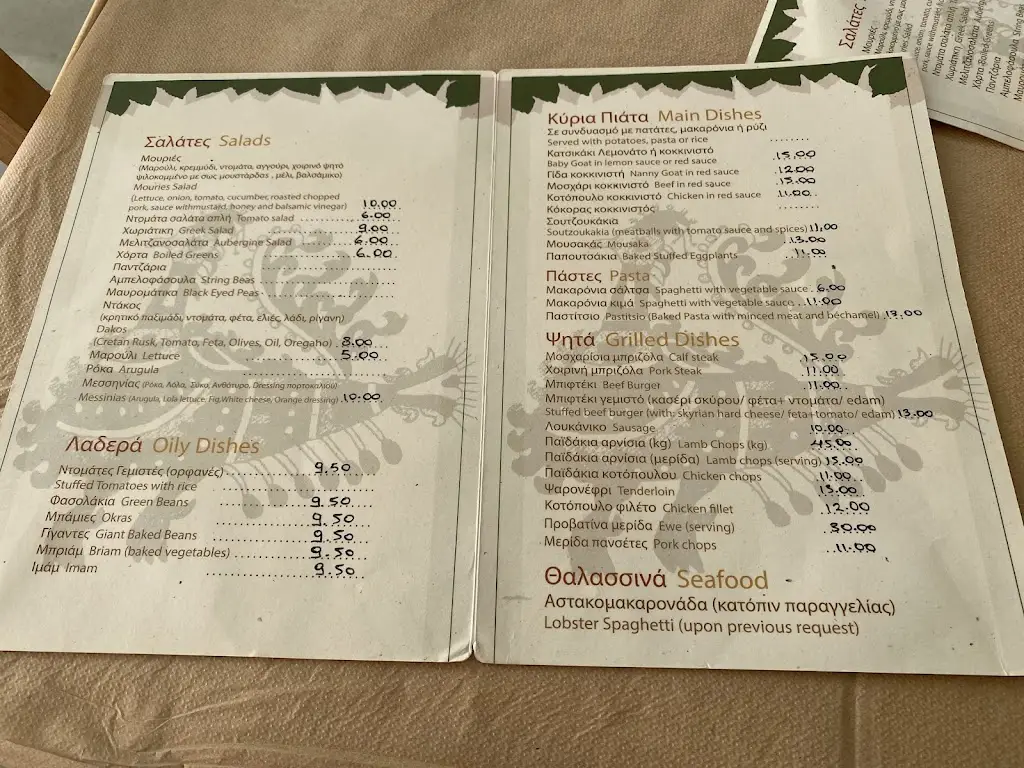 Σαλάτες Salads
Μουριές
(Μαρούλι, κρεμμύδι, ντομάτα, αγγούρι, χοιρινό ψητό
ψιλοκομμένο με σως μουστάρδας , μέλι, βαλσάμικο)
Mouries Salad
(Lettuce, onion, tomato, cucumber, roasted chopped
pork, sauce withmustard, honey and balsamic vinegar) 10.00
Ντομάτα σαλάτα απλή Tomato salad 6.00
Χωριάτικη Greek Salad 9.00
Μελιτζανοσαλάτα Aubergine Salad 6.00
Χόρτα Boiled Greens 6.00
Παντζάρια
Αμπελοφάσουλα String Beas
Μαυρομάτικα Black Eyed Peas
Ντάκος
(κρητικό παξιμάδι, ντομάτα, φέτα, ελιές, λάδι, ρίγανη)
Dakos
(Cretan Rusk, Tomato, Feta, Olives, Oil, Oregaho) 8.00
Μαρούλι Lettuce 5.00
Ρόκα Arugula
Μεσσηνίας (Ρόκα, Λόλα, Σύκα, Ανθότυρο, Dressing πορτοκαλιού)
Messinias (Arugula, Lola lettuce, Fig,White cheese, Orange dressing) 10.00
Λαδερά Oily Dishes
Ντομάτες Γεμιστές (ορφανές) 9.50
Stuffed Tomatoes with rice
Φασολάκια Green Beans 9.50
Μπάμιες Okras 9.50
Γίγαντες Giant Baked Beans 9.50
Μπριάμ Briam (baked vegetables) 9.50
Ιμάμ Imam 9.50
Κύρια Πιάτα Main Dishes
Σε συνδυασμό με πατάτες, μακαρόνια ή ρύζι
Served with potatoes, pasta or rice
Κατσικάκι Λεμονάτο ή κοκκινιστό 15.00
Baby Goat in lemon sauce or red sauce
Γίδα κοκκινιστή Nanny Goat in red sauce 12.00
Μοσχάρι κοκκινιστό Beef in red sauce 13.00
Κοτόπουλο κοκκινιστό Chicken in red sauce 11.00
Κόκορας κοκκινιστός
Σουτζουκάκια
Soutzoukakia (meatballs with tomato sauce and spices) 11,00
Μουσακάς Mousaka 13.00
Παπουτσάκια Baked Stuffed Eggplants 11.00
Πάστες Pasta
Μακαρόνια σάλτσα Spaghetti with vegetable sauce 6.00
Μακαρόνια κιμά Spaghetti with vegetable sauce 11.00
Παστίτσιο Pastitsio (Baked Pasta with minced meat and béchamel) 12.00
Ψητά Grilled Dishes
Μοσχαρίσια μπριζόλα Calf steak 15.00
Χοιρινή μπριζόλα Pork Steak 11.00
Μπιφτέκι Beef Burger 11.00
Μπιφτέκι γεμιστό (κασέρι σκύρου/ φέτα+ ντομάτα/ edam)
Stuffed beef burger (with: skyrian hard cheese/ feta+tomato/ edam) 13.00
Λουκάνικο Sausage 10.00
Παϊδάκια αρνίσια (kg) Lamb Chops (kg) 45.00
Παϊδάκια αρνίσια (μερίδα) Lamb chops (serving) 15.00
Παϊδάκια κοτόπουλου Chicken chops 11.00
Ψαρονέφρι Tenderloin 13.00
Κοτόπουλο φιλέτο Chicken fillet 12.00
Προβατίνα μερίδα Ewe (serving) 30.00
Μερίδα πανσέτες Pork chops 11.00
Θαλασσινά Seafood
Αστακομακαρονάδα (κατόπιν παραγγελίας)
Lobster Spaghetti (upon previous request)
Σαλάτες
Μουριές